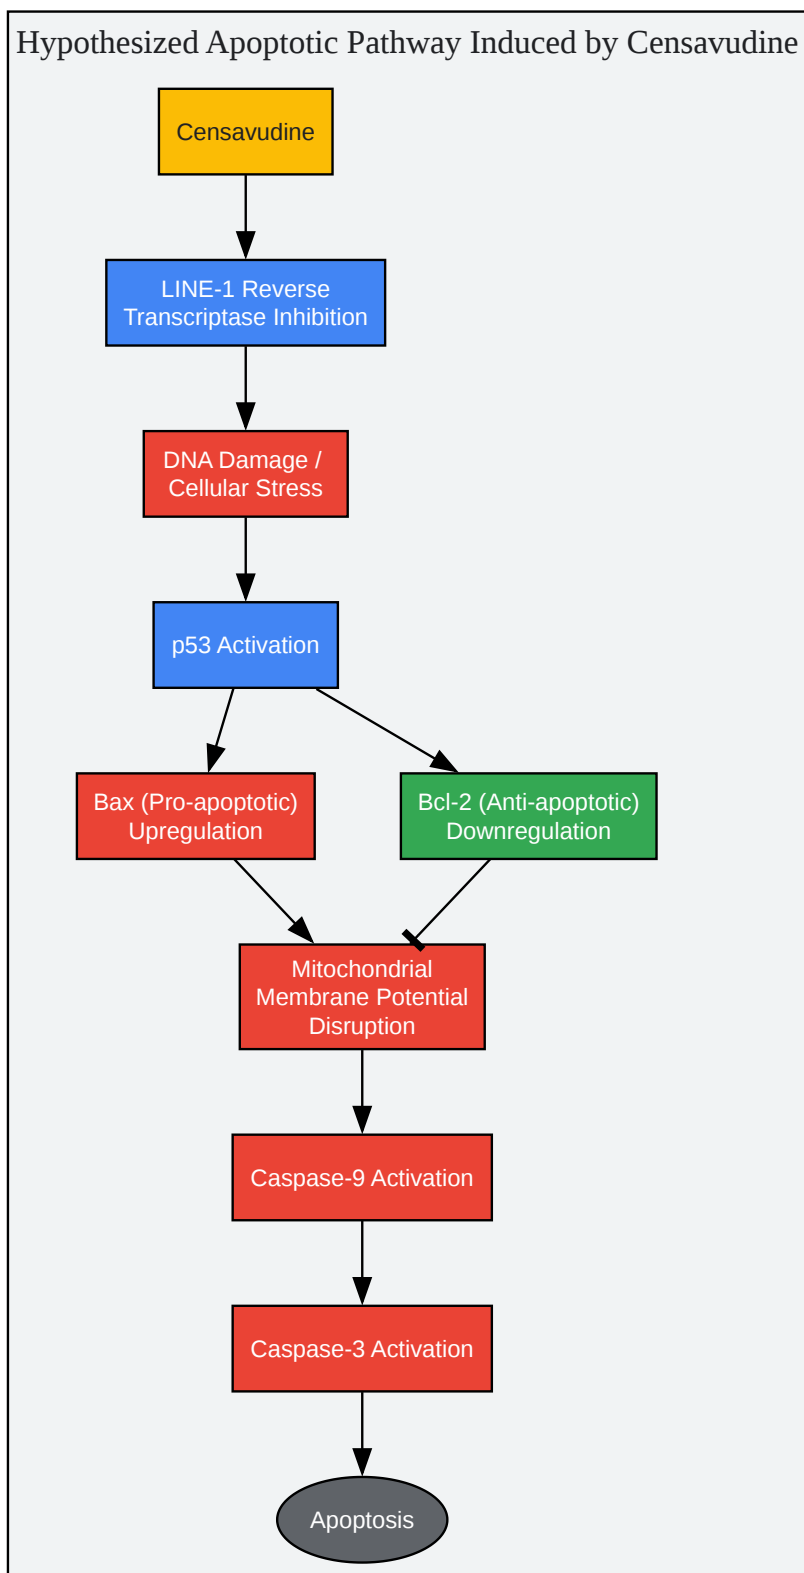 Hypothesized Apoptotic Pathway Induced by Censavudine
Censavudine
LINE-1 Reverse
Transcriptase Inhibition
DNA Damage /
Cellular Stress
p53 Activation
Bax (Pro-apoptotic)
Upregulation
Bcl-2 (Anti-apoptotic)
Downregulation
Mitochondrial
Membrane Potential
Disruption
Caspase-9 Activation
Caspase-3 Activation
Apoptosis